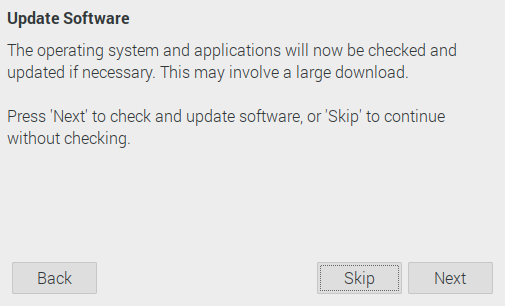 Update Software
The operating system and applications will now be checked and
updated if necessary. This may involve a large download.
Press 'Next' to check and update software, or 'Skip' to continue
without checking.
Back
Skip
Next